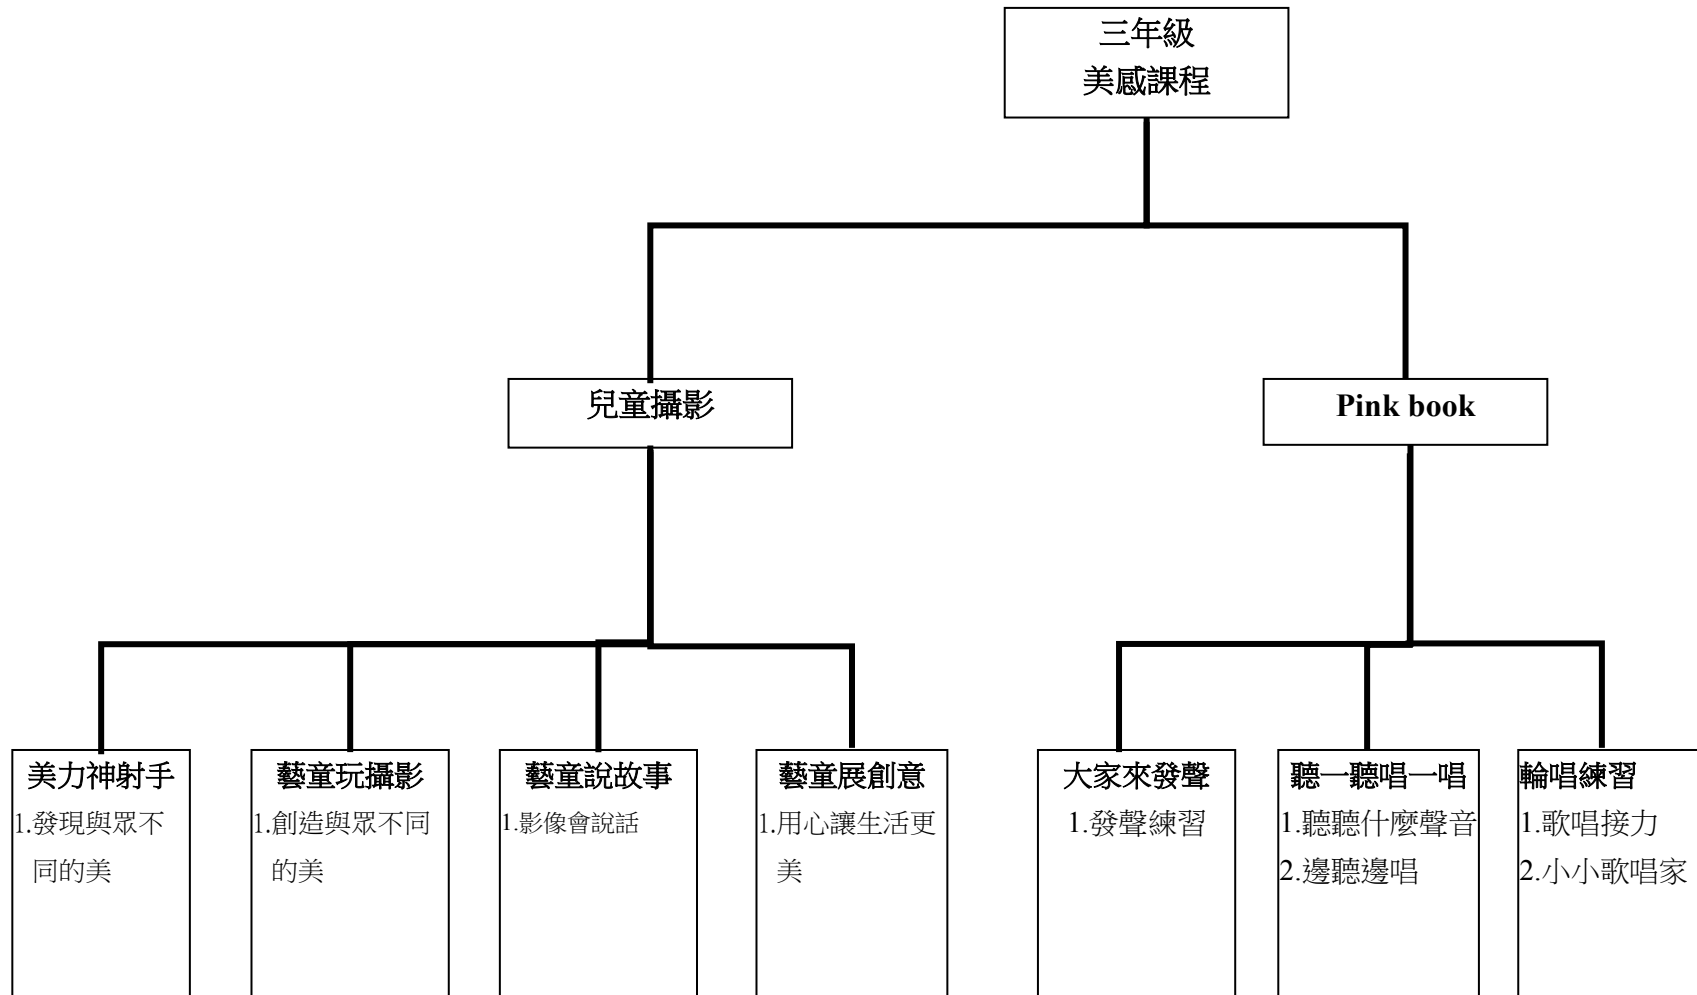 三年級
美感課程
兒童攝影
Pink book
美力神射手
1.發現與眾不
同的美
藝童玩攝影
1.創造與眾不同
的美
藝童說故事
1.影像會說話
藝童展創意
1.用心讓生活更
美
大家來發聲
1.發聲練習
聽一聽唱一唱
1.聽聽什麼聲音
2.邊聽邊唱
輪唱練習
1.歌唱接力
2.小小歌唱家